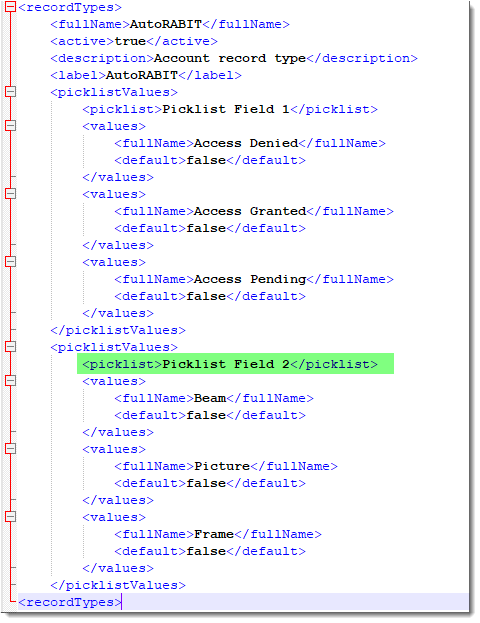 <recordTypes>
<fullName>AutoRABIT</fullName>
<active>true</active>
<description>Account record type</description>
<label>AutoRABIT</label>
<picklistValues>
<picklist>Picklist Field 1</picklist>
<values>
<fullName>Access Denied</fullName>
<default>false</default>
</values>
<values>
<fullName>Access Granted</fullName>
<default>false</default>
</values>
<values>
<fullName>Access Pending</fullName>
<default>false</default>
</values>
</picklistValues>
<picklistValues>
<picklist>Picklist Field 2</picklist>
<values>
<fullName>Beam</fullName>
<default>false</default>
</values>
<values>
<fullName>Picture</fullName>
<default>false</default>
</values>
<values>
<fullName>Frame</fullName>
<default>false</default>
</values>
</picklistValues>
<recordTypes>